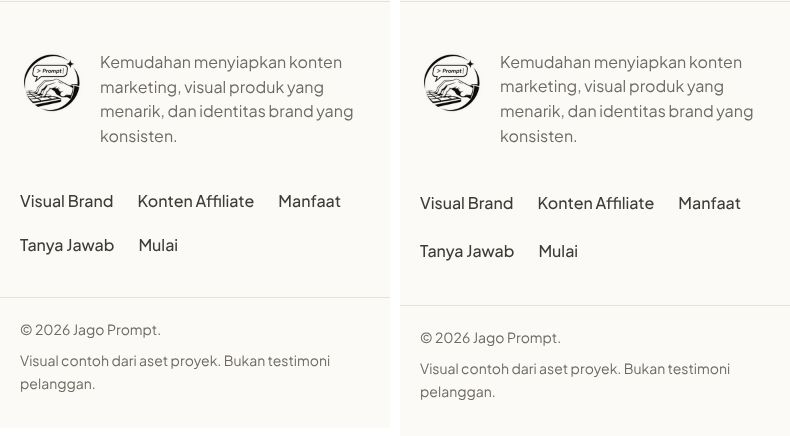 > Prompt!
Kemudahan menyiapkan konten
marketing, visual produk yang
menarik, dan identitas brand yang
konsisten.
Visual Brand Konten Affiliate Manfaat
Tanya Jawab Mulai
© 2026 Jago Prompt.
Visual contoh dari aset proyek. Bukan testimoni
pelanggan.
> Prompt!
Kemudahan menyiapkan konten
marketing, visual produk yang
menarik, dan identitas brand yang
konsisten.
Visual Brand Konten Affiliate Manfaat
Tanya Jawab Mulai
© 2026 Jago Prompt.
Visual contoh dari aset proyek. Bukan testimoni
pelanggan.